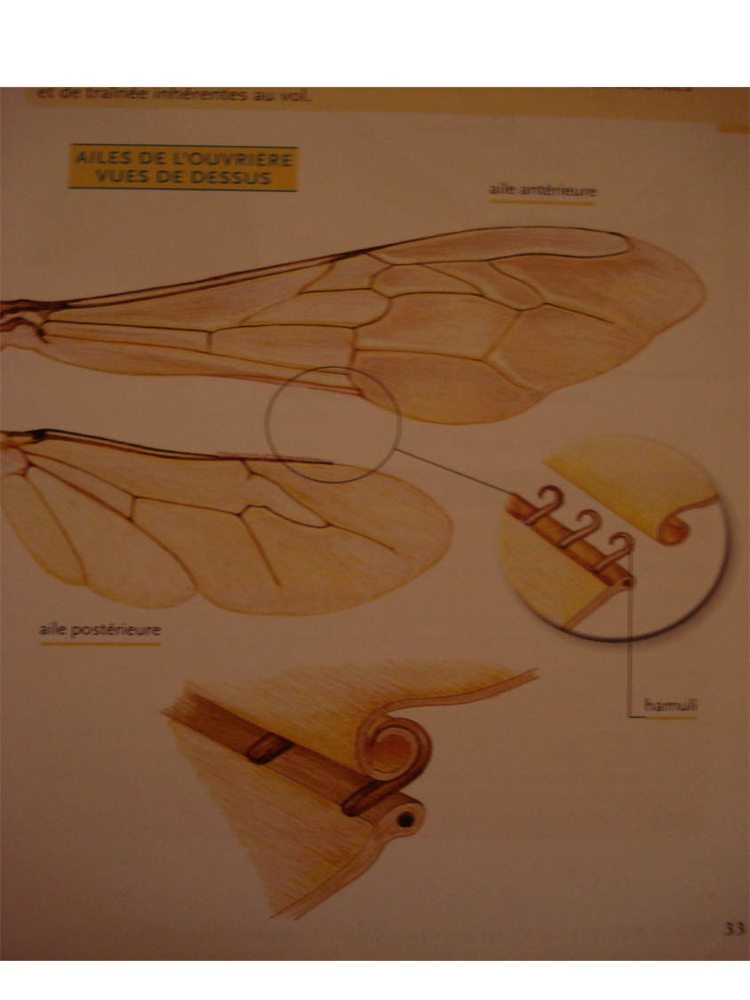 et de traînée inhérentes au vol.
AILES DE L'OUVRIÈRE
VUES DE DESSUS
aile antérieure
aile postérieure
hamuli
33